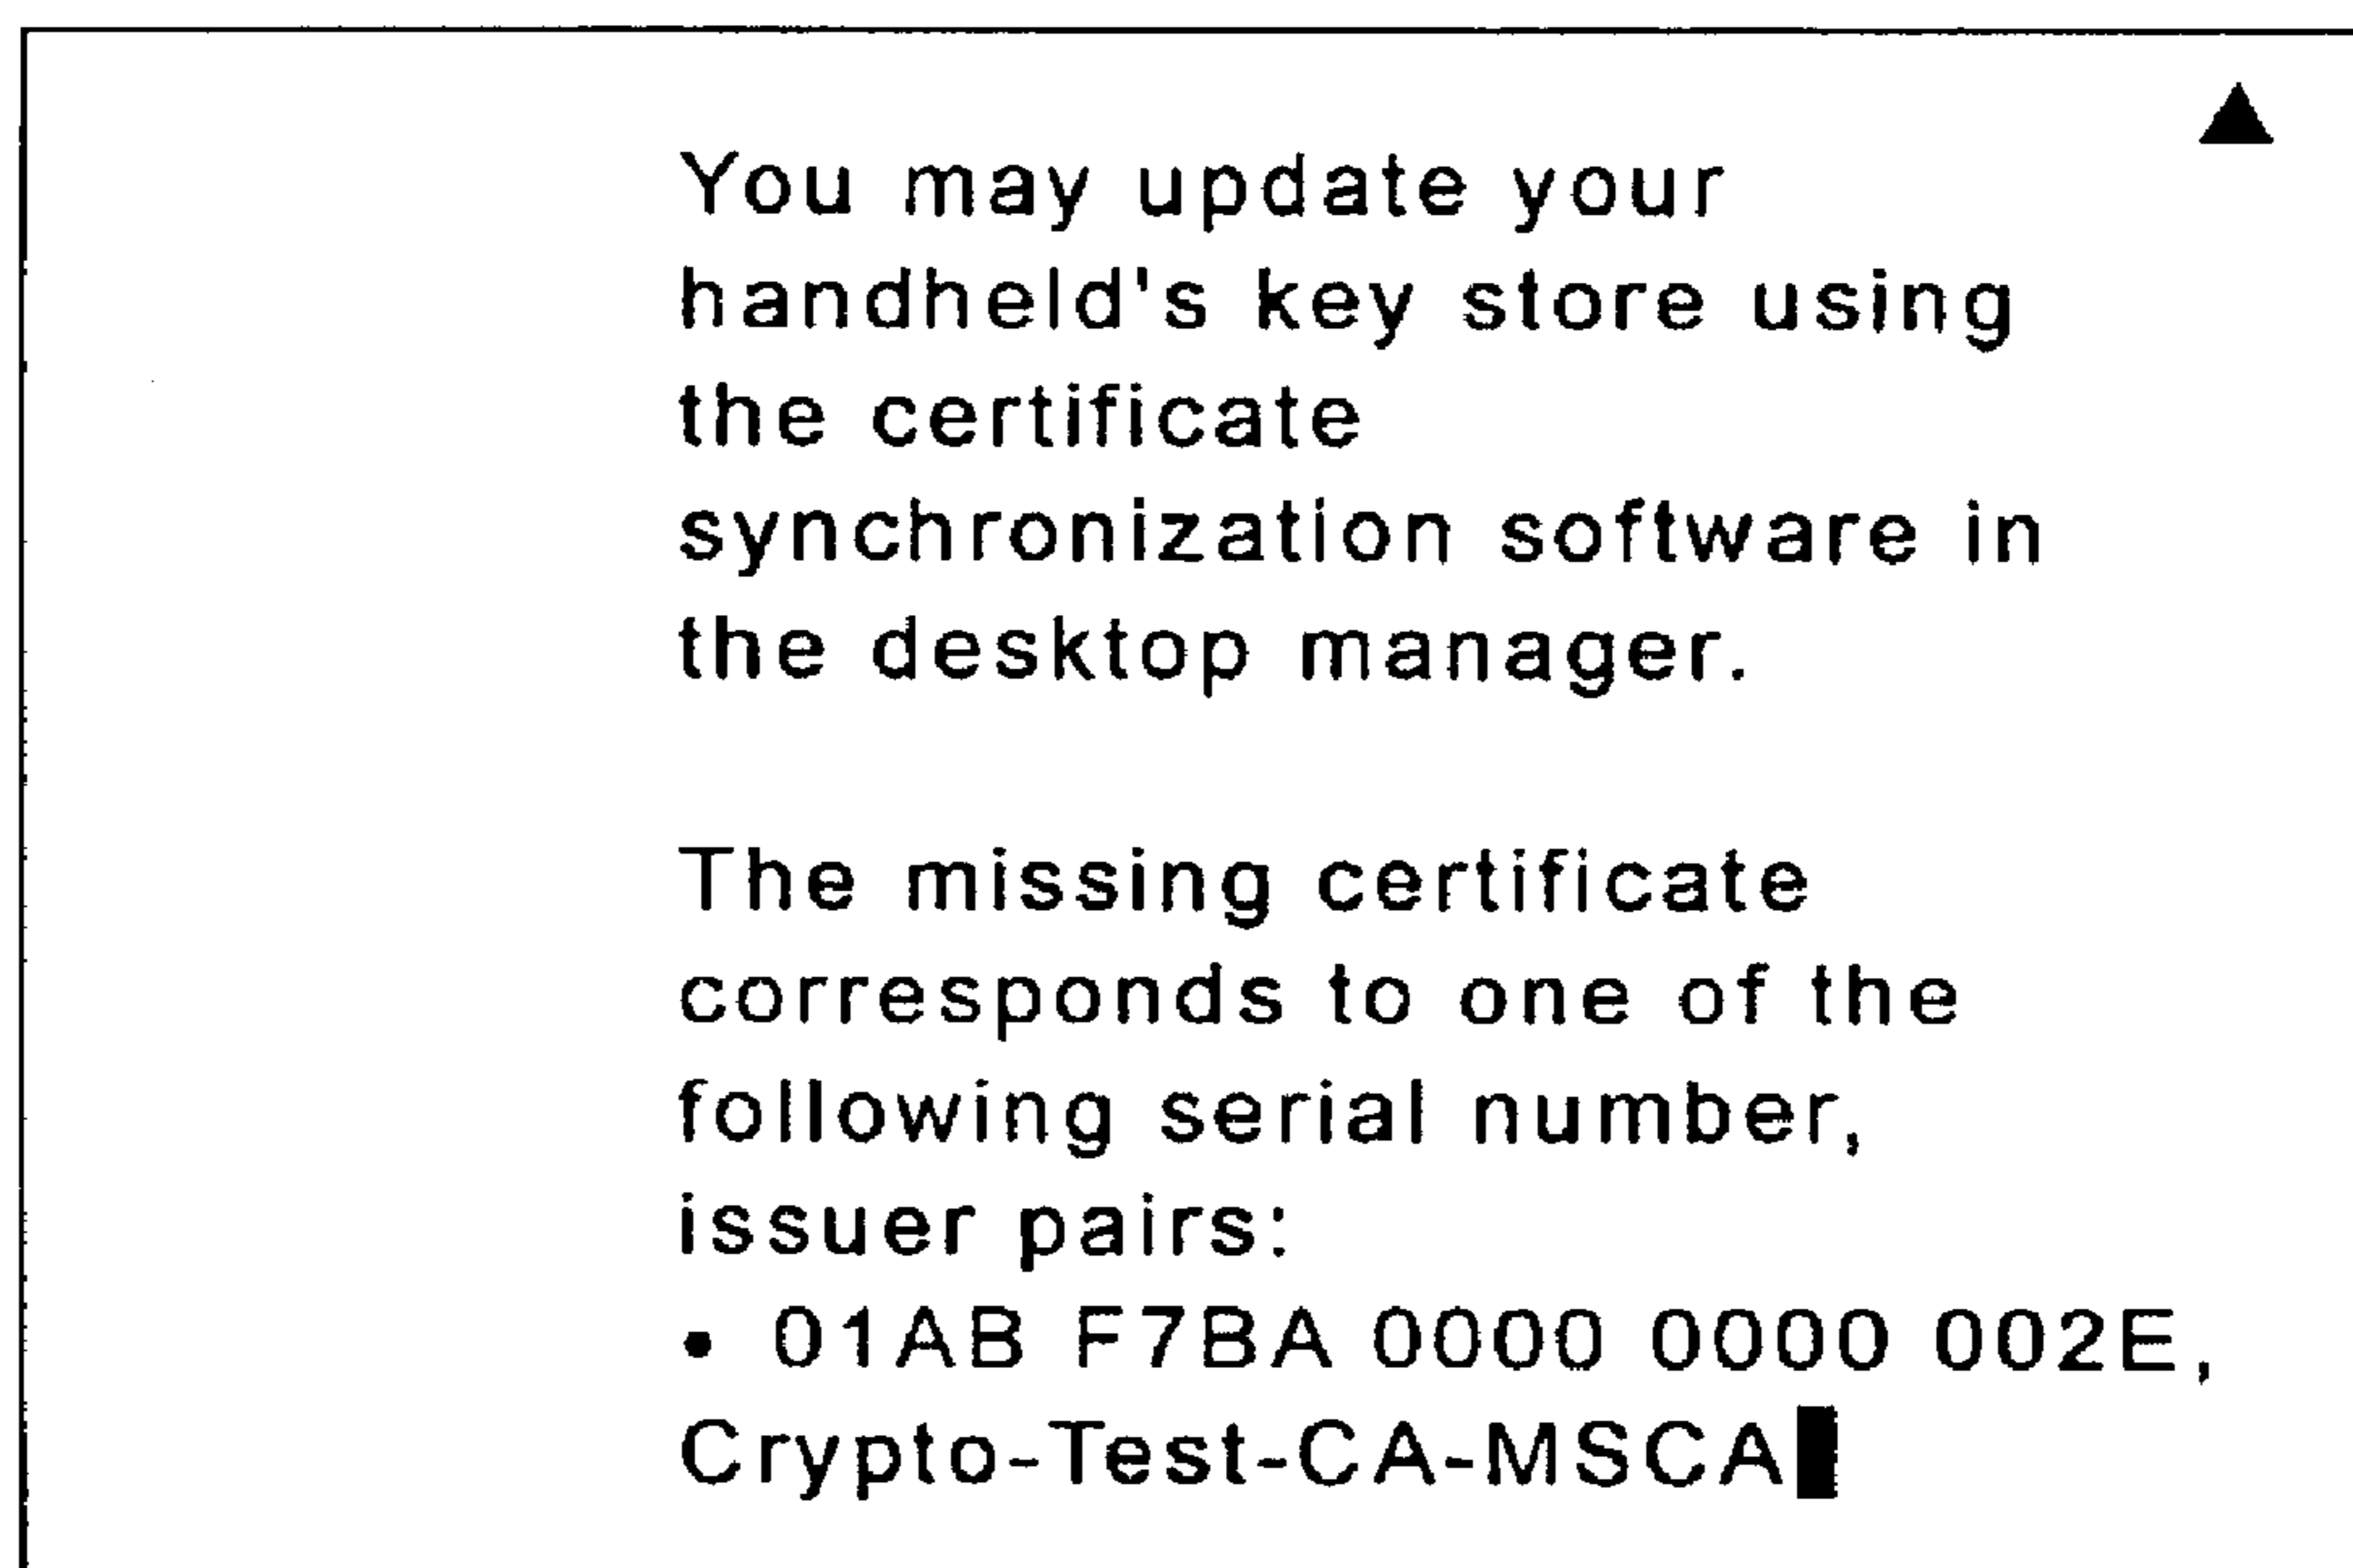 You may update your
handheld's key store using
the certificate
synchronization software in
the desktop manager.
The missing certificate
corresponds to one of the
following serial number,
issuer pairs:
• 01AB F7BA 0000 0000 002E,
Crypto-Test-CA-MSCA